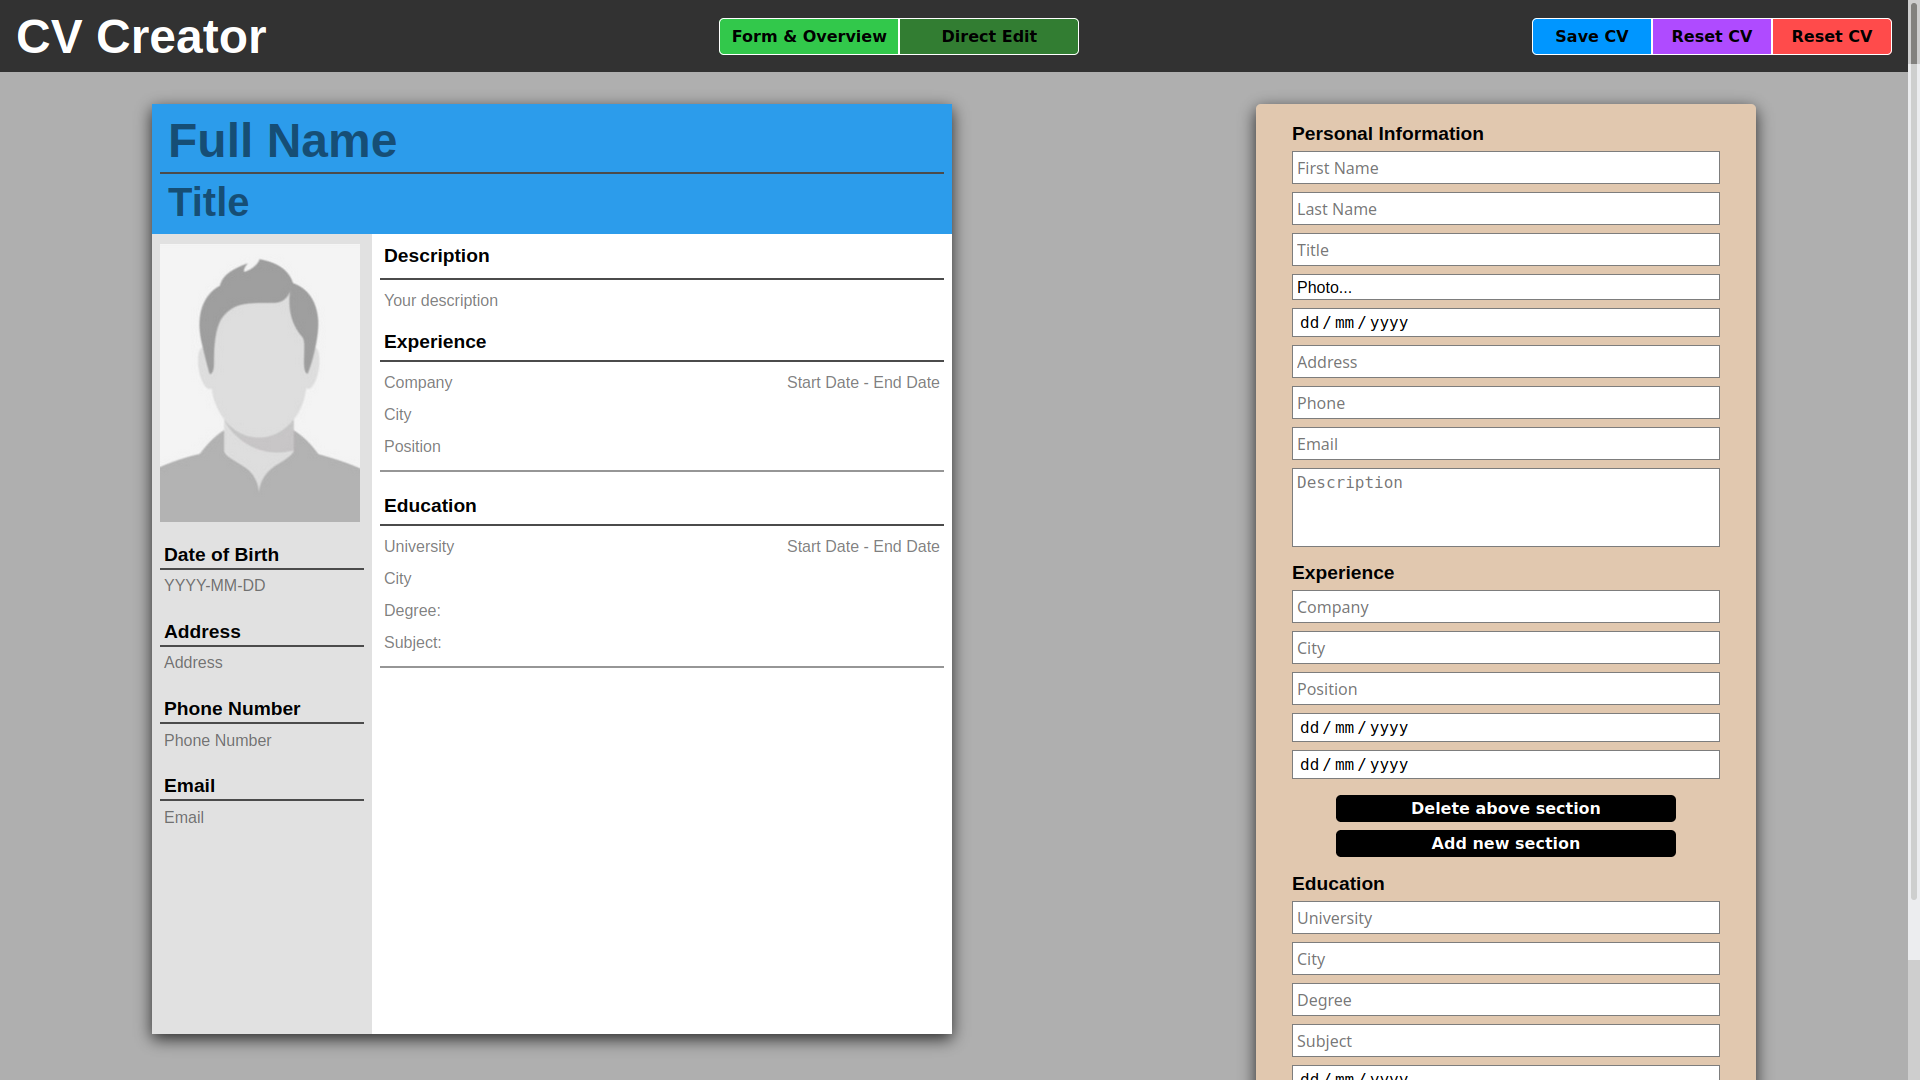 CV Creator
Form & Overview
Direct Edit
Save CV
Reset CV
Reset CV
Full Name
Title
Date of Birth
YYYY-MM-DD
Address
Address
Phone Number
Phone Number
Email
Email
Description
Your description
Experience
Company Start Date - End Date
City
Position
Education
University Start Date - End Date
City
Degree:
Subject:
Personal Information
First Name
Last Name
Title
Photo...
dd/mm/yyyy
Address
Phone
Email
Description
Experience
Company
City
Position
dd/mm/yyyy
dd/mm/yyyy
Delete above section
Add new section
Education
University
City
Degree
Subject
dd/mm/yyyy